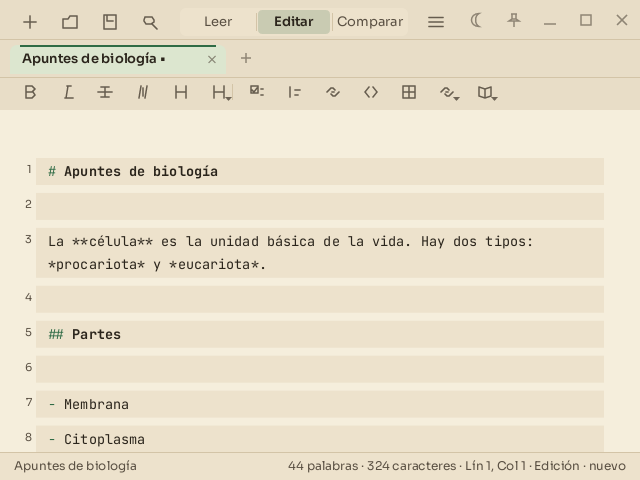 Leer Editar Comparar
Apuntes de biología • × +
1 # Apuntes de biología
2
3 La **célula** es la unidad básica de la vida. Hay dos tipos:
*procariota* y *eucariota*.
4
5 ## Partes
6
7 - Membrana
8 - Citoplasma
Apuntes de biología 44 palabras · 324 caracteres · Lín 1, Col 1 · Edición · nuevo